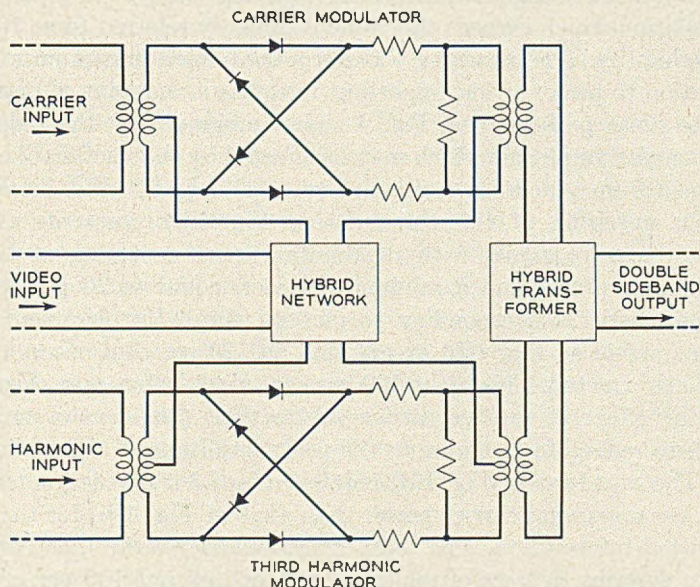 CARRIER MODULATOR
CARRIER
INPUT
VIDEO
INPUT
HYBRID
NETWORK
HYBRID
TRANS-
FORMER
DOUBLE
SIDEBAND
OUTPUT
HARMONIC
INPUT
THIRD HARMONIC
MODULATOR